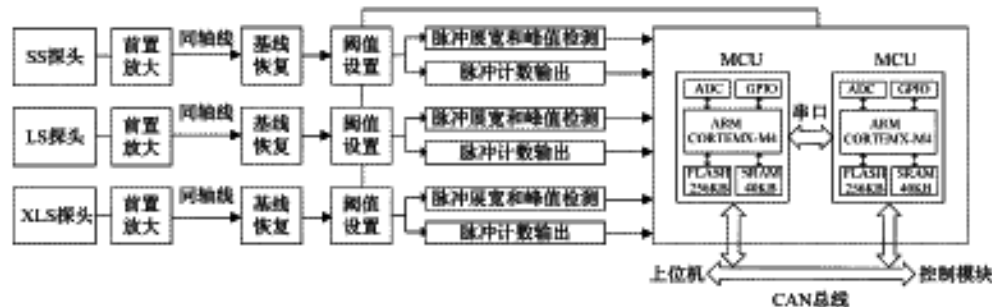 SS探头
前置
放大
同轴线
基线
恢复
阈值
设置
脉冲展宽和峰值检测
脉冲计数输出
LS探头
前置
放大
同轴线
基线
恢复
阈值
设置
脉冲展宽和峰值检测
脉冲计数输出
XLS探头
前置
放大
同轴线
基线
恢复
阈值
设置
脉冲展宽和峰值检测
脉冲计数输出
MCU
ADC
GPIO
ARM
CORTEMX-M4
FLASH
256KB
SRAM
40KB
串口
MCU
ADC
GPIO
ARM
CORTEMX-M4
FLASH
256KB
SRAM
40KB
上位机
控制模块
CAN总线